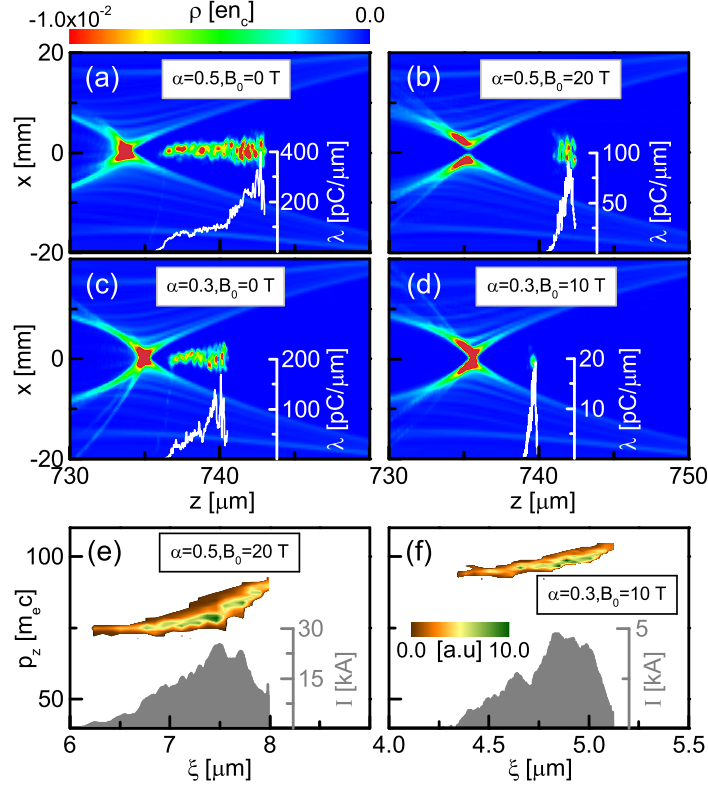 -1.0x10⁻² ρ [enc] 0.0
20 (a) α=0.5,B₀=0 T (b) α=0.5,B₀=20 T
x [mm] 0 400 200 λ [pC/μm] 100 50 λ [pC/μm]
-20
(c) α=0.3,B₀=0 T (d) α=0.3,B₀=10 T
x [mm] 0 200 100 λ [pC/μm] 20 10 λ [pC/μm]
-20
730 740 730 740 750
z [μm] z [μm]
100 (e) α=0.5,B₀=20 T (f) α=0.3,B₀=10 T
p_z [mₑc] 75 30 0.0 [a.u] 10.0 5
50 15 I [kA] I [kA]
6 7 8 4.0 4.5 5.0 5.5
ξ [μm] ξ [μm]